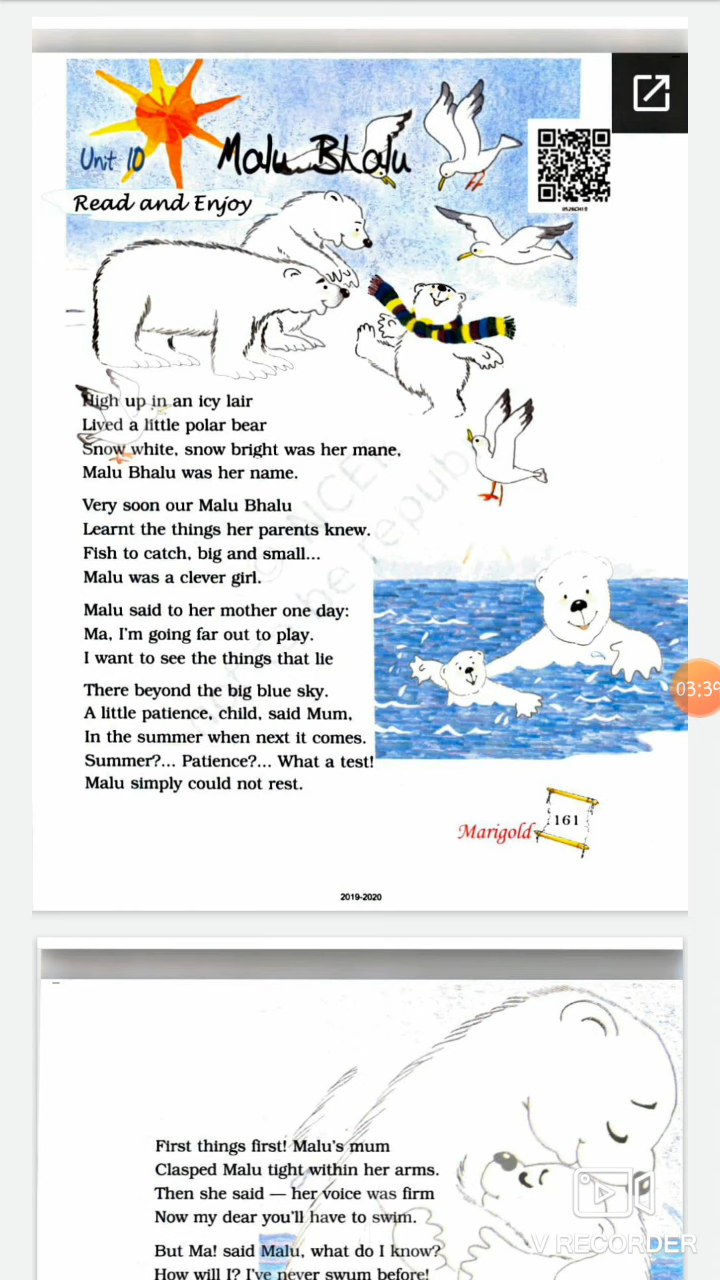 Unit 10
Malu Bhalu
Read and Enjoy
High up in an icy lair
Lived a little polar bear
Snow white, snow bright was her mane,
Malu Bhalu was her name.
Very soon our Malu Bhalu
Learnt the things her parents knew.
Fish to catch, big and small...
Malu was a clever girl.
Malu said to her mother one day:
Ma, I'm going far out to play.
I want to see the things that lie
There beyond the big blue sky.
A little patience, child, said Mum,
In the summer when next it comes.
Summer?... Patience?... What a test!
Malu simply could not rest.
03:39
Marigold
161
2019-2020
First things first! Malu's mum
Clasped Malu tight within her arms.
Then she said — her voice was firm
Now my dear you'll have to swim.
But Ma! said Malu, what do I know?
How will I? I've never swum before!
V RECORDER